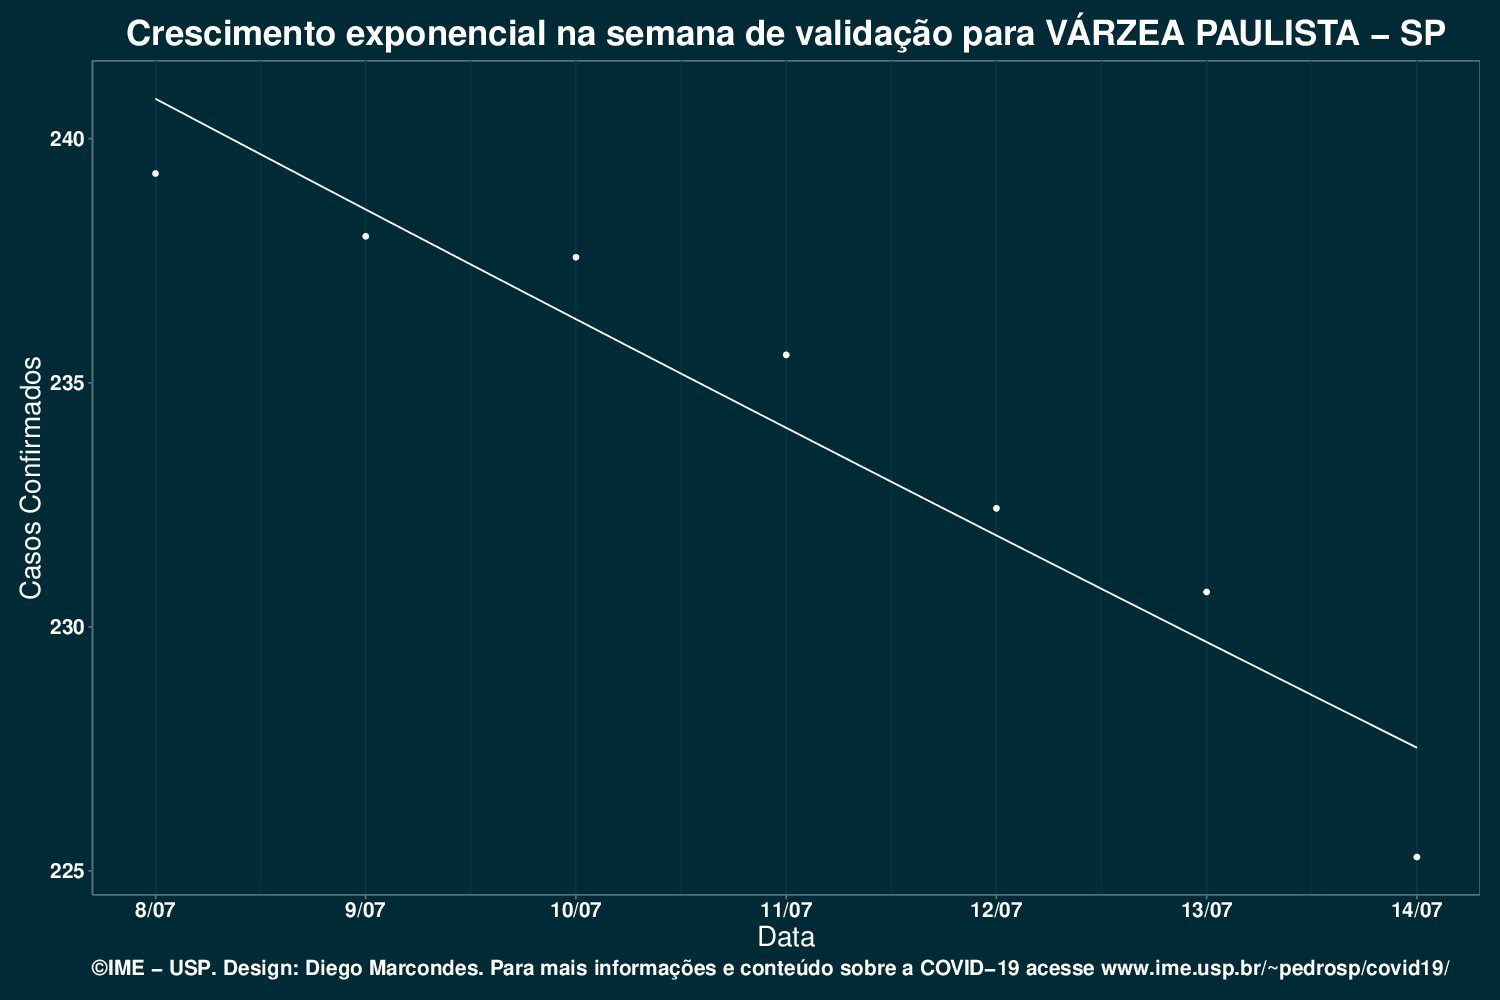 Crescimento exponencial na semana de validação para VÁRZEA PAULISTA – SP
Casos Confirmados
240
235
230
225
8/07 9/07 10/07 11/07 12/07 13/07 14/07
Data
©IME – USP. Design: Diego Marcondes. Para mais informações e conteúdo sobre a COVID–19 acesse www.ime.usp.br/~pedrosp/covid19/